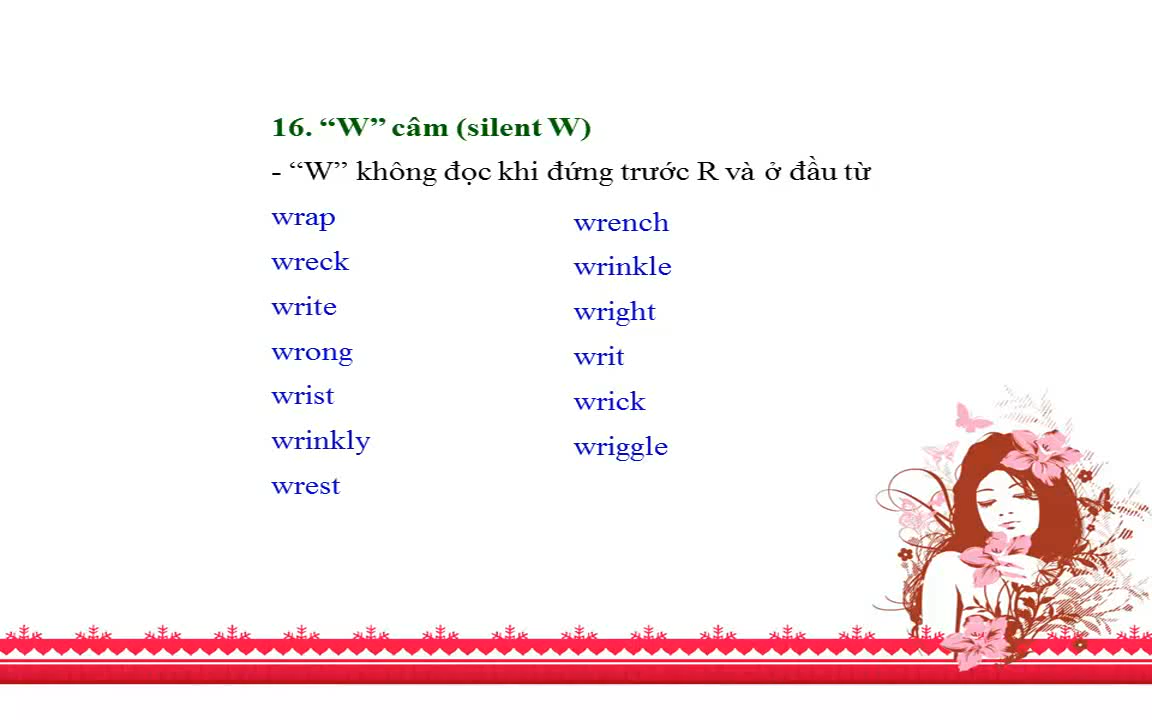 16. “W” câm (silent W)
- “W” không đọc khi đứng trước R và ở đầu từ
wrap
wreck
write
wrong
wrist
wrinkly
wrest
wrench
wrinkle
wright
writ
wrick
wriggle